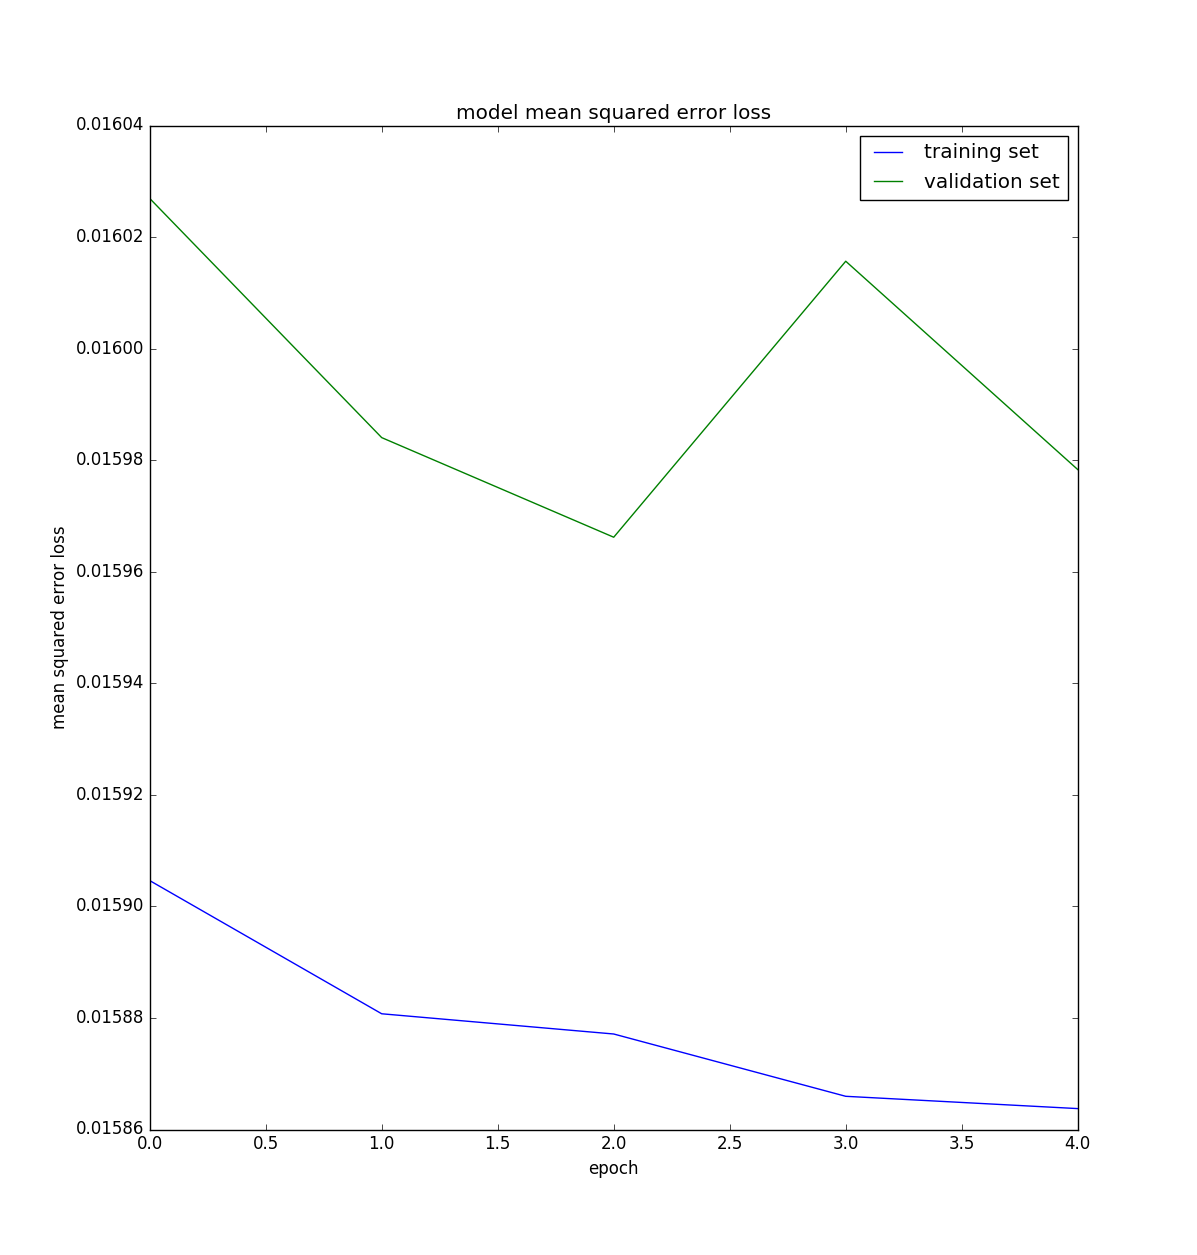 model mean squared error loss
training set
validation set
0.01604
0.01602
0.01600
0.01598
0.01596
0.01594
0.01592
0.01590
0.01588
0.01586
mean squared error loss
0.0 0.5 1.0 1.5 2.0 2.5 3.0 3.5 4.0
epoch